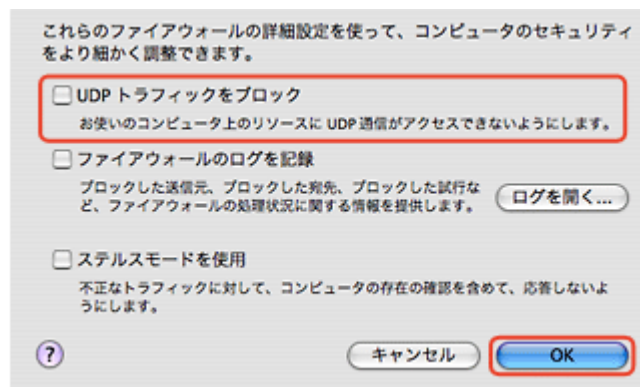 これらのファイアウォールの詳細設定を使って、コンピュータのセキュリティ
をより細かく調整できます。
UDP トラフィックをブロック
お使いのコンピュータ上のリソースに UDP 通信がアクセスできないようにします。
ファイアウォールのログを記録
ブロックした送信元、ブロックした宛先、ブロックした試行な
ど、ファイアウォールの処理状況に関する情報を提供します。
ログを開く...
ステルスモードを使用
不正なトラフィックに対して、コンピュータの存在の確認を含めて、応答しないよ
うにします。
?
キャンセル
OK